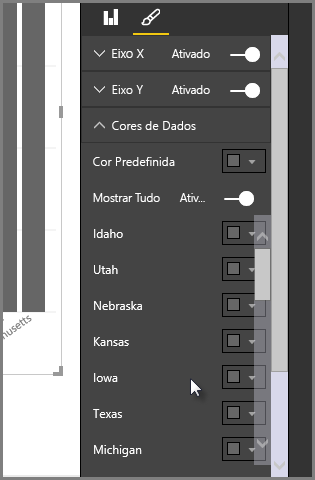 Eixo X Ativado
Eixo Y Ativado
Cores de Dados
Cor Predefinida
Mostrar Tudo Ativ...
Idaho
Utah
Nebraska
Kansas
Iowa
Texas
Michigan
husetts